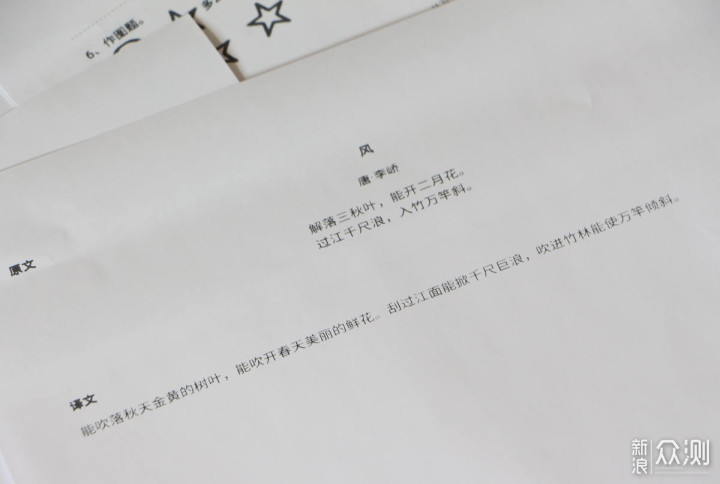 6、作图题。
风
唐·李峤
解落三秋叶，能开二月花。
过江千尺浪，入竹万竿斜。
原文
译文
能吹落秋天金黄的树叶，能吹开春天美丽的鲜花。刮过江面能掀千尺巨浪，吹进竹林能使万竿倾斜。
新浪众测